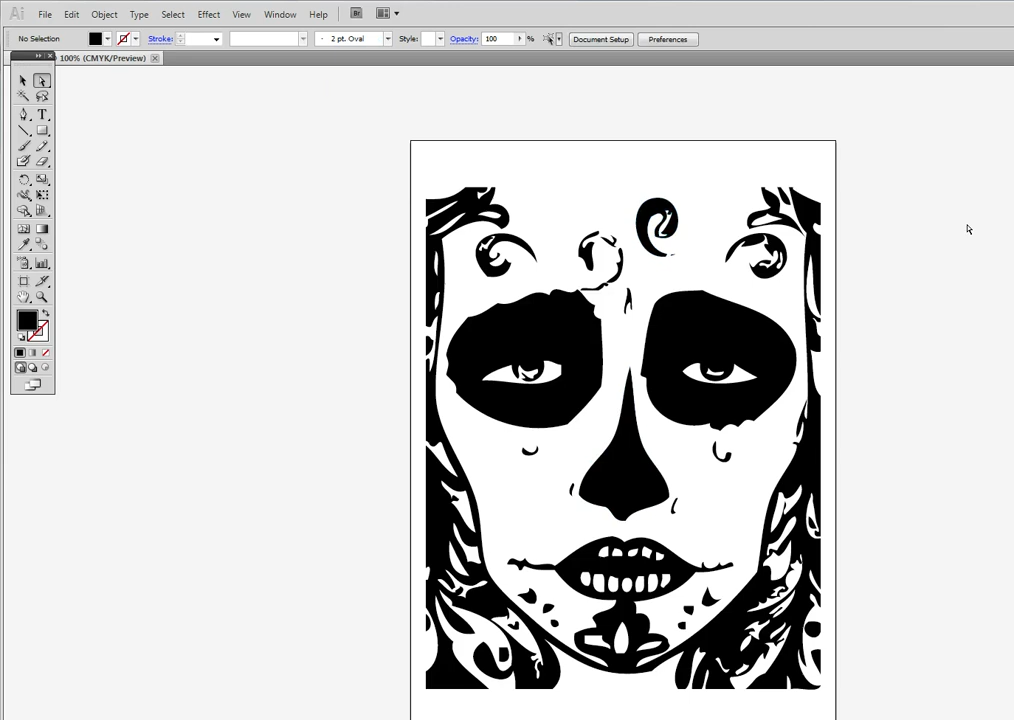 Ai File Edit Object Type Select Effect View Window Help Br
No Selection Stroke: 2 pt. Oval Style: Opacity: 100 % Document Setup Preferences
100% (CMYK/Preview)
T